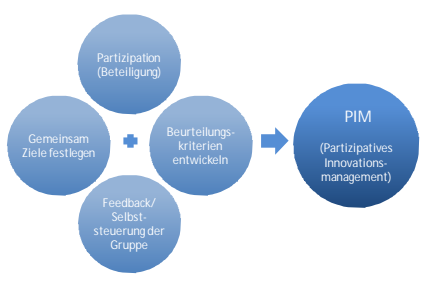 Partizipation
(Beteiligung)
Gemeinsam
Ziele festlegen
Beurteilungs-
kriterien
entwickeln
Feedback/
Selbst-
steuerung der
Gruppe
PIM
(Partizipatives
Innovations-
management)